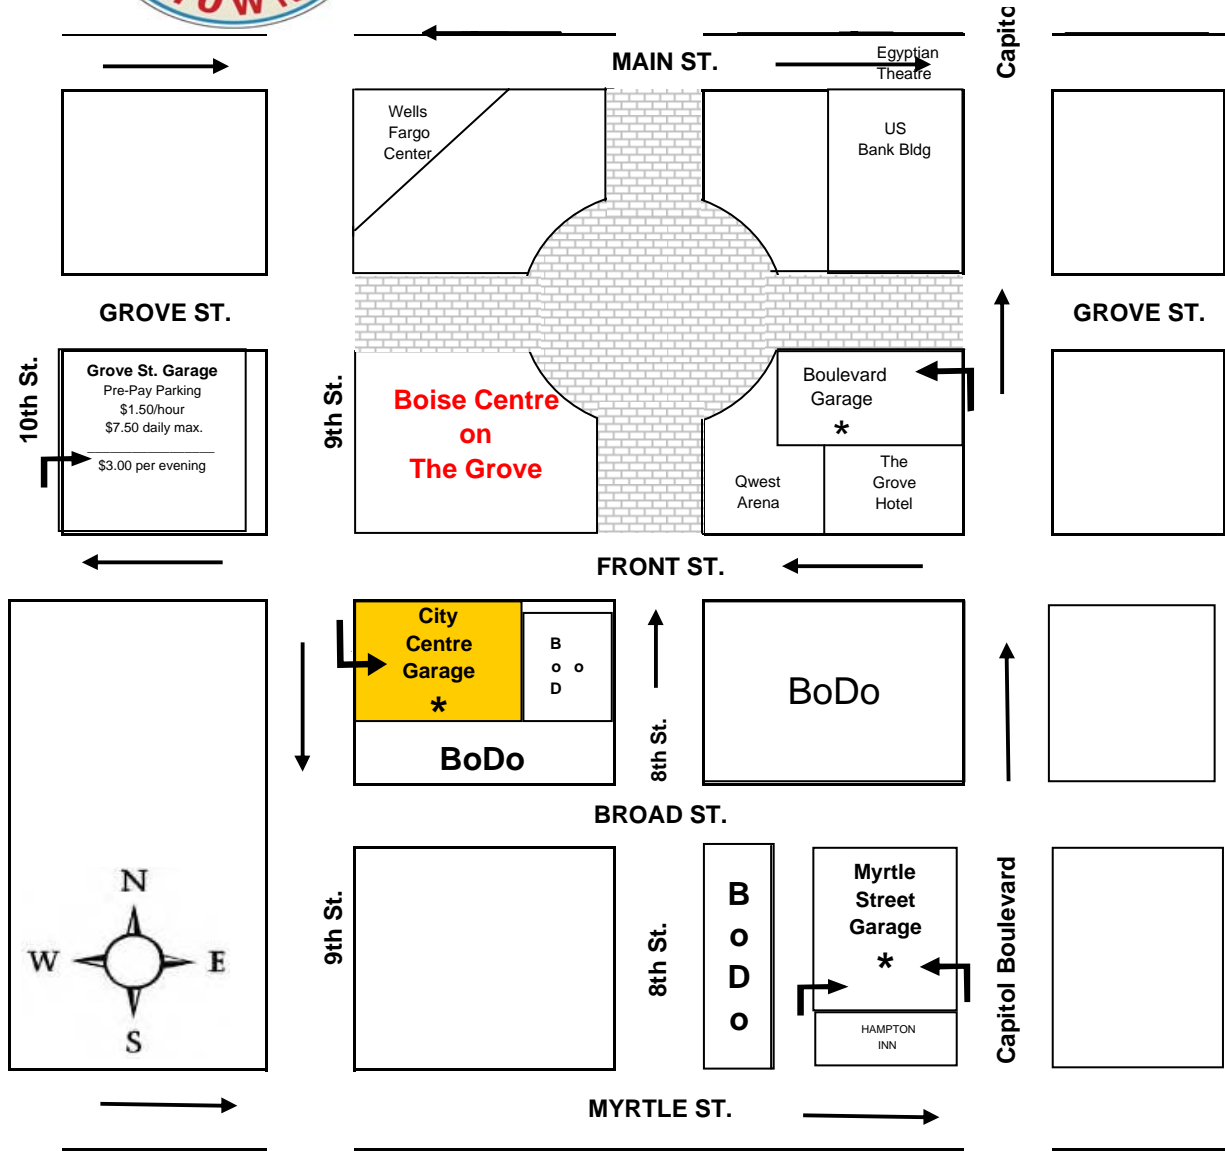 TOWN
MAIN ST.
Egyptian
Theatre
Wells
Fargo
Center
US
Bank Bldg
GROVE ST.
GROVE ST.
10th St.
Grove St. Garage
Pre-Pay Parking
$1.50/hour
$7.50 daily max.
$3.00 per evening
9th St.
Boise Centre
on
The Grove
Boulevard
Garage
*
Qwest
Arena
The
Grove
Hotel
FRONT ST.
City
Centre
Garage
*
B
o o
D
BoDo
8th St.
BoDo
BROAD ST.
N
W E
S
9th St.
8th St.
B
o
D
o
Myrtle
Street
Garage
*
HAMPTON
INN
Capitol Boulevard
MYRTLE ST.